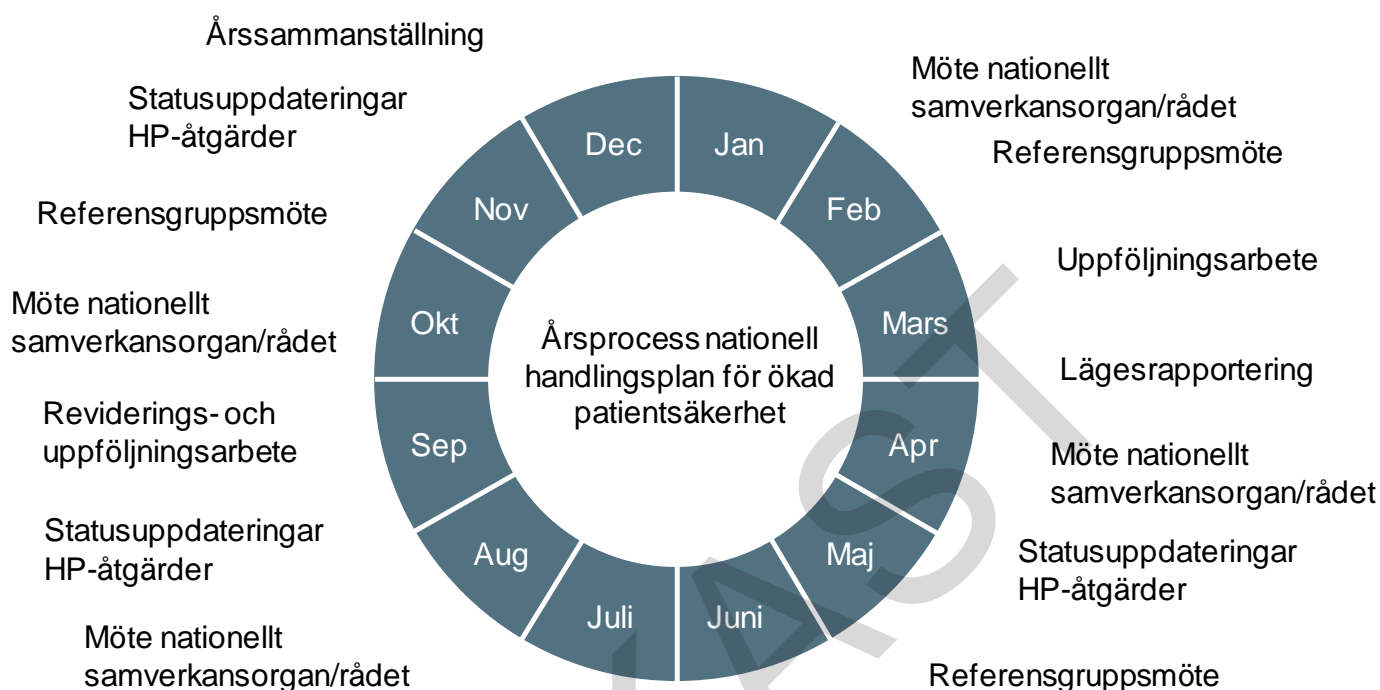 Årssammanställning
Statusuppdateringar
HP-åtgärder
Referensgruppsmöte
Möte nationellt
samverkansorgan/rådet
Reviderings- och
uppföljningsarbete
Statusuppdateringar
HP-åtgärder
Möte nationellt
samverkansorgan/rådet
Dec
Jan
Nov
Feb
Okt
Mars
Sep
Apr
Aug
Maj
Juli
Juni
Årsprocess nationell
handlingsplan för ökad
patientsäkerhet
Möte nationellt
samverkansorgan/rådet
Referensgruppsmöte
Uppföljningsarbete
Lägesrapportering
Möte nationellt
samverkansorgan/rådet
Statusuppdateringar
HP-åtgärder
Referensgruppsmöte